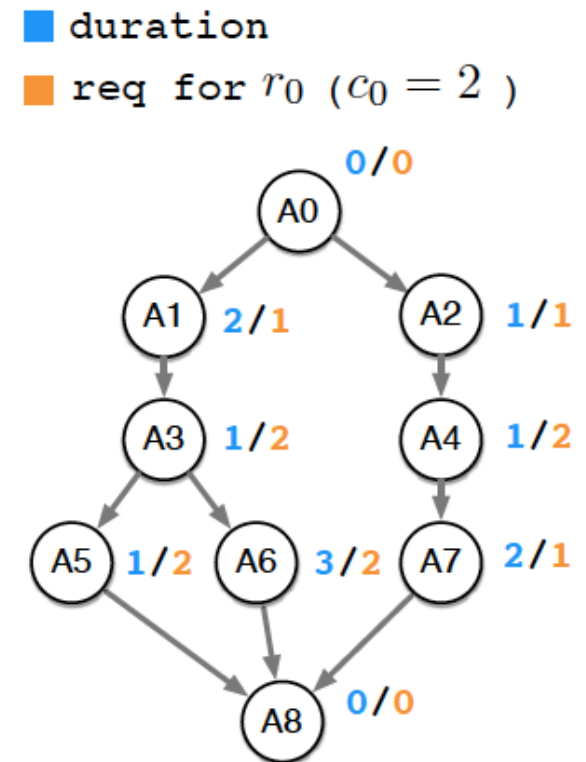 duration
req for r₀ (c₀ = 2 )
0/0
A0
A1 2/1 A2 1/1
A3 1/2 A4 1/2
A5 1/2 A6 3/2 A7 2/1
A8 0/0